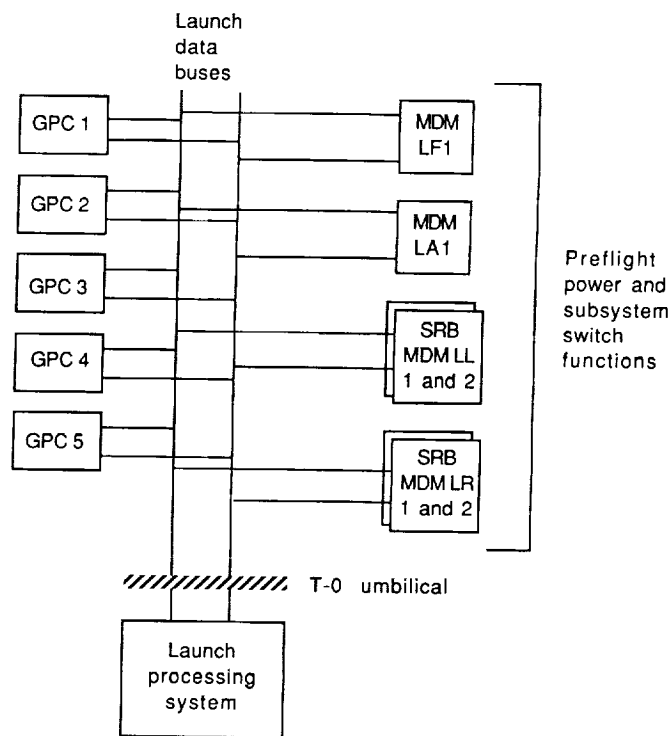 Launch
data
buses
GPC 1
GPC 2
GPC 3
GPC 4
GPC 5
MDM
LF1
MDM
LA1
SRB
MDM LL
1 and 2
SRB
MDM LR
1 and 2
Preflight
power and
subsystem
switch
functions
T-0 umbilical
Launch
processing
system